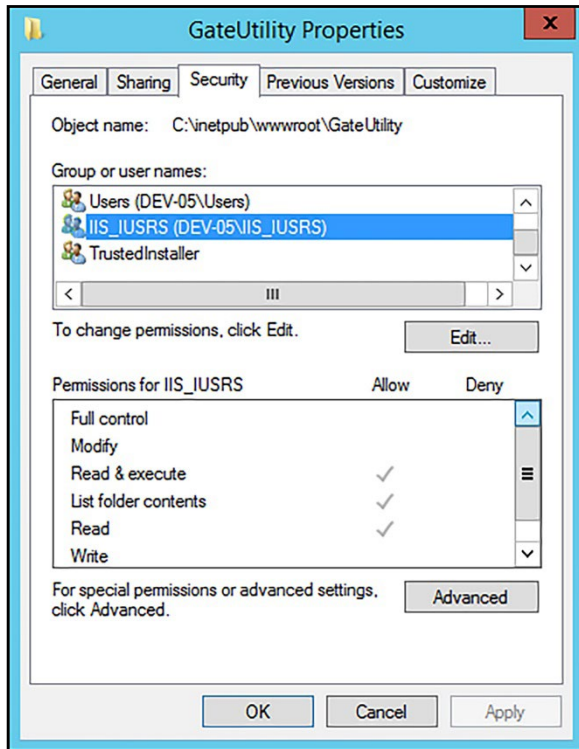 GateUtility Properties
x
General Sharing Security Previous Versions Customize
Object name: C:\inetpub\wwwroot\GateUtility
Group or user names:
Users (DEV-05\Users)
IIS_IUSRS (DEV-05\IIS_IUSRS)
TrustedInstaller
To change permissions, click Edit.
Edit...
Permissions for IIS_IUSRS Allow Deny
Full control
Modify
Read & execute
List folder contents
Read
Write
For special permissions or advanced settings,
click Advanced.
Advanced
OK Cancel Apply